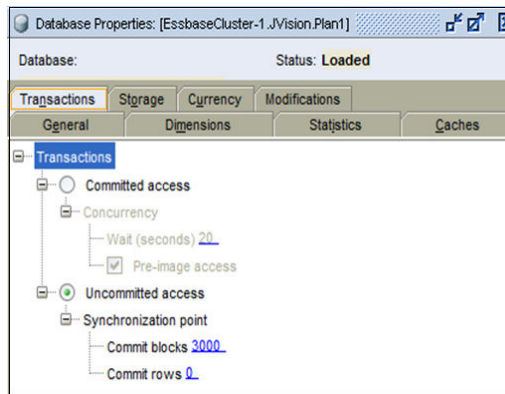 Database Properties: [EssbaseCluster-1.JVision.Plan1]
Database: Status: Loaded
Transactions Storage Currency Modifications
General Dimensions Statistics Caches
Transactions
Committed access
Concurrency
Wait (seconds) 20
Pre-image access
Uncommitted access
Synchronization point
Commit blocks 3000
Commit rows 0